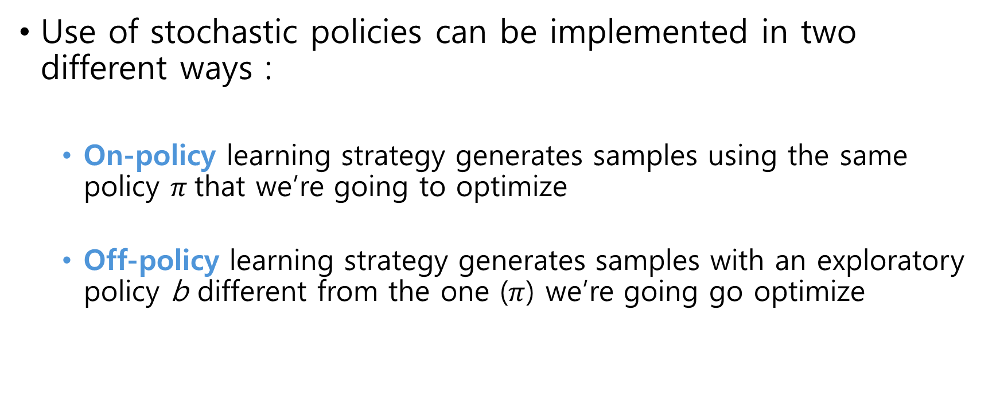 • Use of stochastic policies can be implemented in two
different ways :
• On-policy learning strategy generates samples using the same
policy π that we’re going to optimize
• Off-policy learning strategy generates samples with an exploratory
policy b different from the one (π) we’re going go optimize